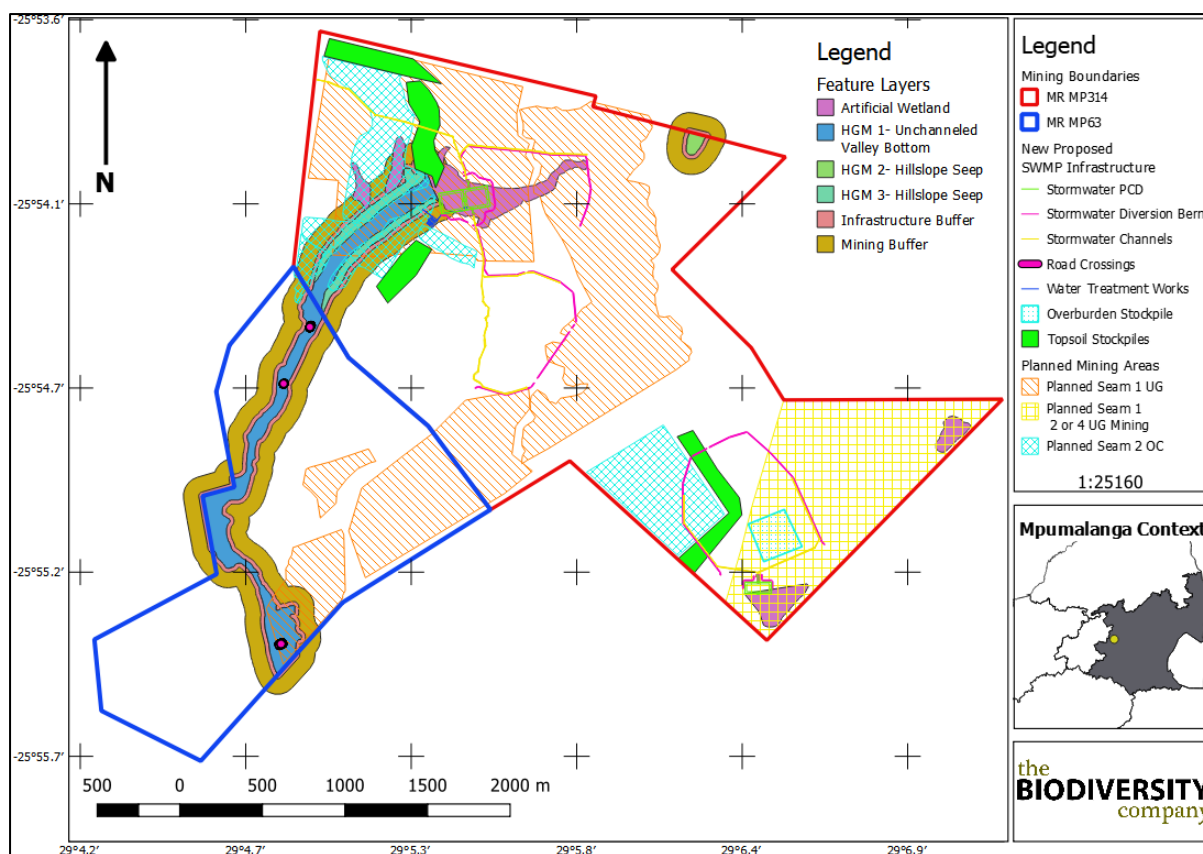 -25°53.6'
-25°54.1'
-25°54.7'
-25°55.2'
-25°55.7'
29°4.2'
29°4.7'
29°5.3'
29°5.8'
29°6.4'
29°6.9'
N
500 0 500 1000 1500 2000 m
Legend
Feature Layers
Artificial Wetland
HGM 1- Unchanneled
Valley Bottom
HGM 2- Hillslope Seep
HGM 3- Hillslope Seep
Infrastructure Buffer
Mining Buffer
Legend
Mining Boundaries
MR MP314
MR MP63
New Proposed
SWMP Infrastructure
Stormwater PCD
Stormwater Diversion Berm
Stormwater Channels
Road Crossings
Water Treatment Works
Overburden Stockpile
Topsoil Stockpiles
Planned Mining Areas
Planned Seam 1 UG
Planned Seam 1
2 or 4 UG Mining
Planned Seam 2 OC
1:25160
Mpumalanga Context
the
BIODIVERSITY
company